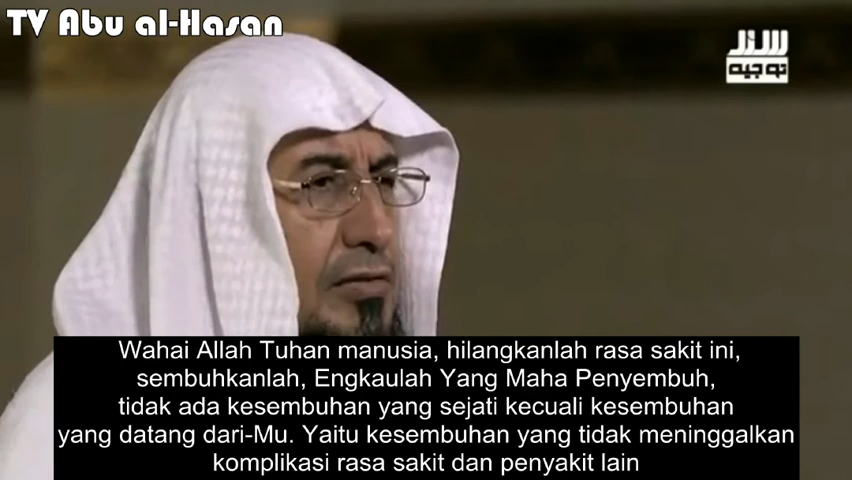 TV Abu al-Hasan
توجيه
Wahai Allah Tuhan manusia, hilangkanlah rasa sakit ini,
sembuhkanlah, Engkaulah Yang Maha Penyembuh,
tidak ada kesembuhan yang sejati kecuali kesembuhan
yang datang dari-Mu. Yaitu kesembuhan yang tidak meninggalkan
komplikasi rasa sakit dan penyakit lain